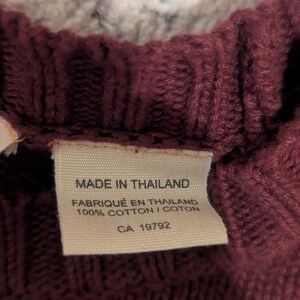 MADE IN THAILAND
FABRIQUÉ EN THAILAND
100% COTTON / COTON
CA 19792